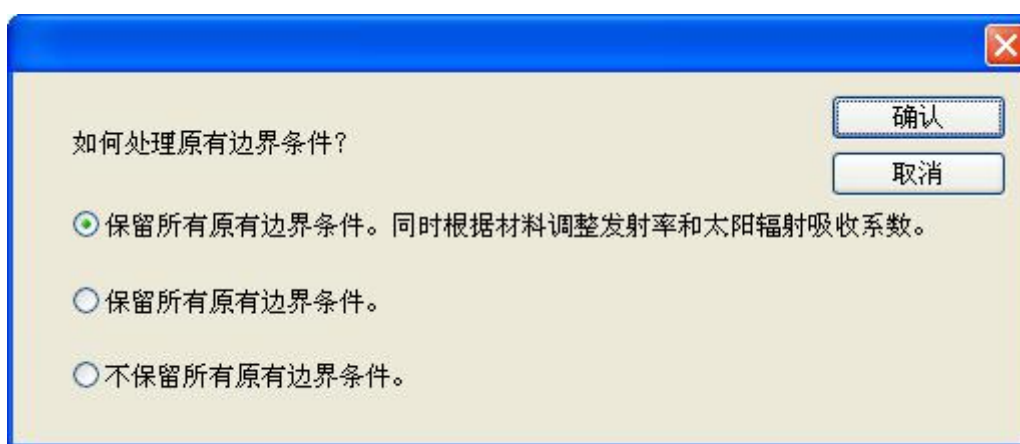 确认
如何处理原有边界条件？
取消
保留所有原有边界条件。同时根据材料调整发射率和太阳辐射吸收系数。
保留所有原有边界条件。
不保留所有原有边界条件。